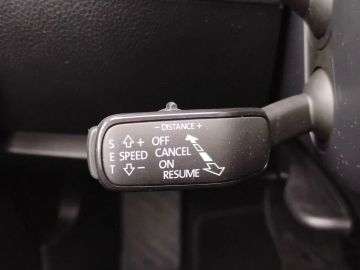 - DISTANCE +
S + OFF
E SPEED CANCEL
T - ON
RESUME